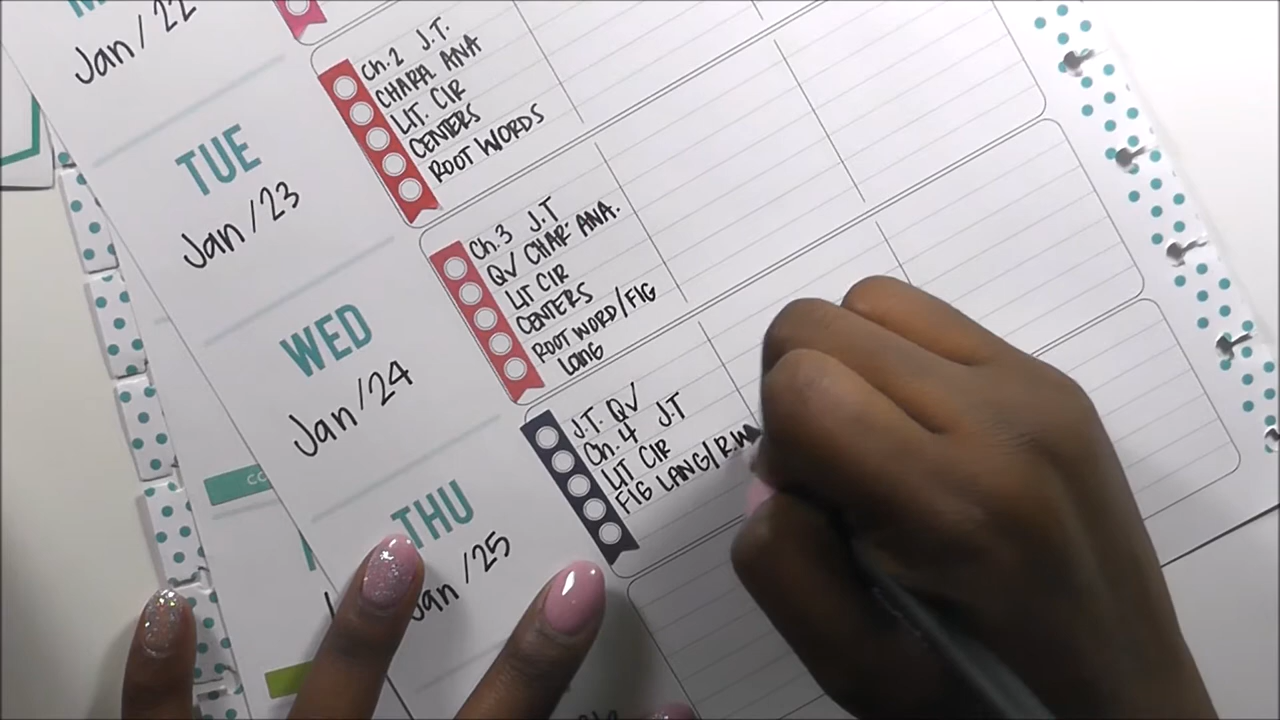 Jan/22
TUE
Jan/23
Ch.2 J.T.
CHARA ANA
LIT. CIR
CENTERS
ROOT WORDS
WED
Jan/24
Ch.3 J.T
QV CHAR. ANA.
LIT CIR
CENTERS
ROOT WORD/FIG
LANG
THU
Jan/25
J.T. QV
Ch.4 J.T
LIT CIR
FIG LANG/R.W